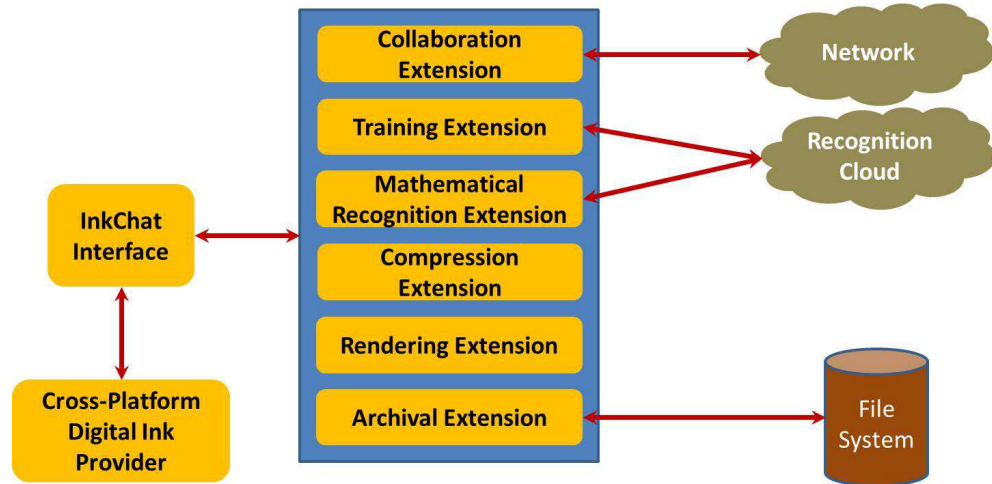 Collaboration
Extension
Network
Training Extension
Recognition
Cloud
Mathematical
Recognition Extension
InkChat
Interface
Compression
Extension
Rendering Extension
Cross-Platform
Digital Ink
Provider
Archival Extension
File
System